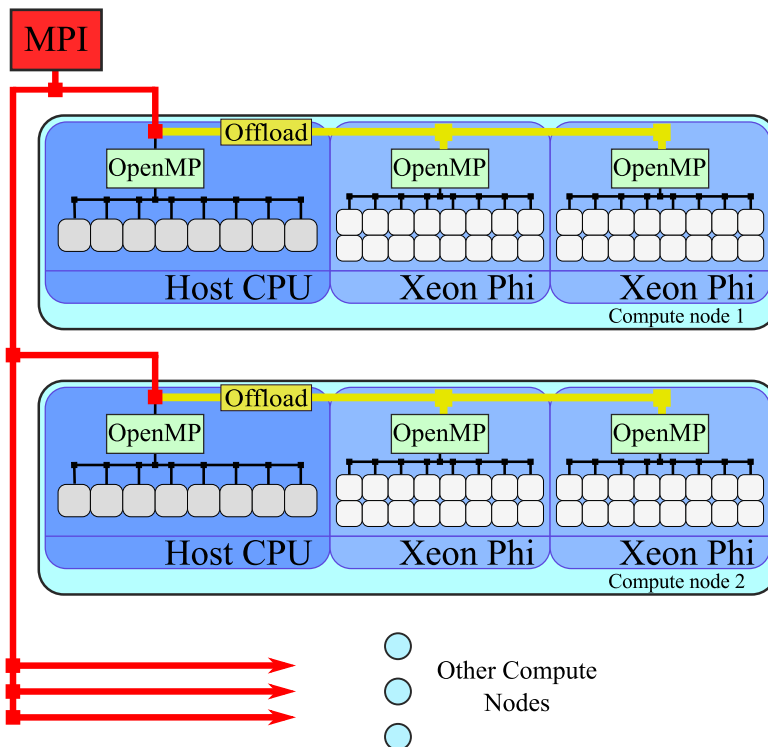 MPI
Offload
OpenMP
OpenMP
OpenMP
Host CPU
Xeon Phi
Xeon Phi
Compute node 1
Offload
OpenMP
OpenMP
OpenMP
Host CPU
Xeon Phi
Xeon Phi
Compute node 2
Other Compute
Nodes